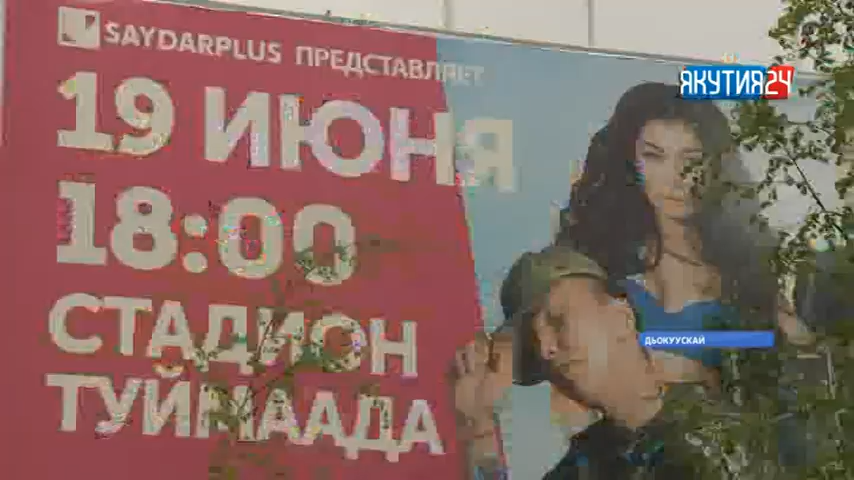 SAYDARPLUS ПРЕДСТАВЛЯЕТ
19 ИЮНЯ
18:00
СТАДИОН
ТУЙМААДА
ЯКУТИЯ24
ДЬОКУУСКАЙ